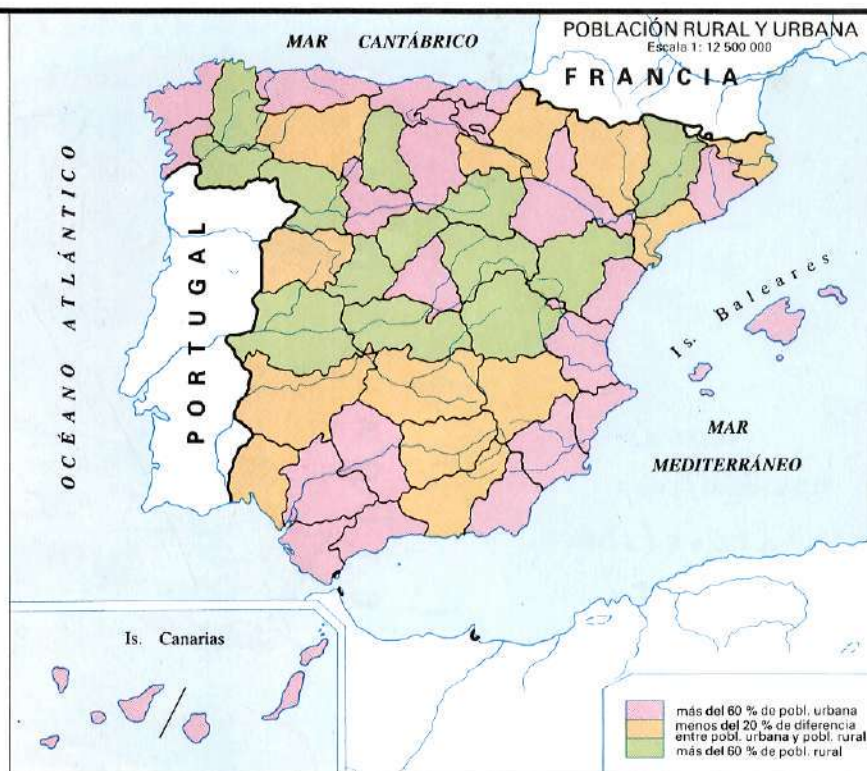 POBLACIÓN RURAL Y URBANA
Escala 1: 12 500 000
MAR CANTÁBRICO
FRANCIA
OCÉANO ATLÁNTICO
PORTUGAL
Is. Baleares
MAR
MEDITERRÁNEO
Is. Canarias
más del 60 % de pobl. urbana
menos del 20 % de diferencia
entre pobl. urbana y pobl. rural
más del 60 % de pobl. rural